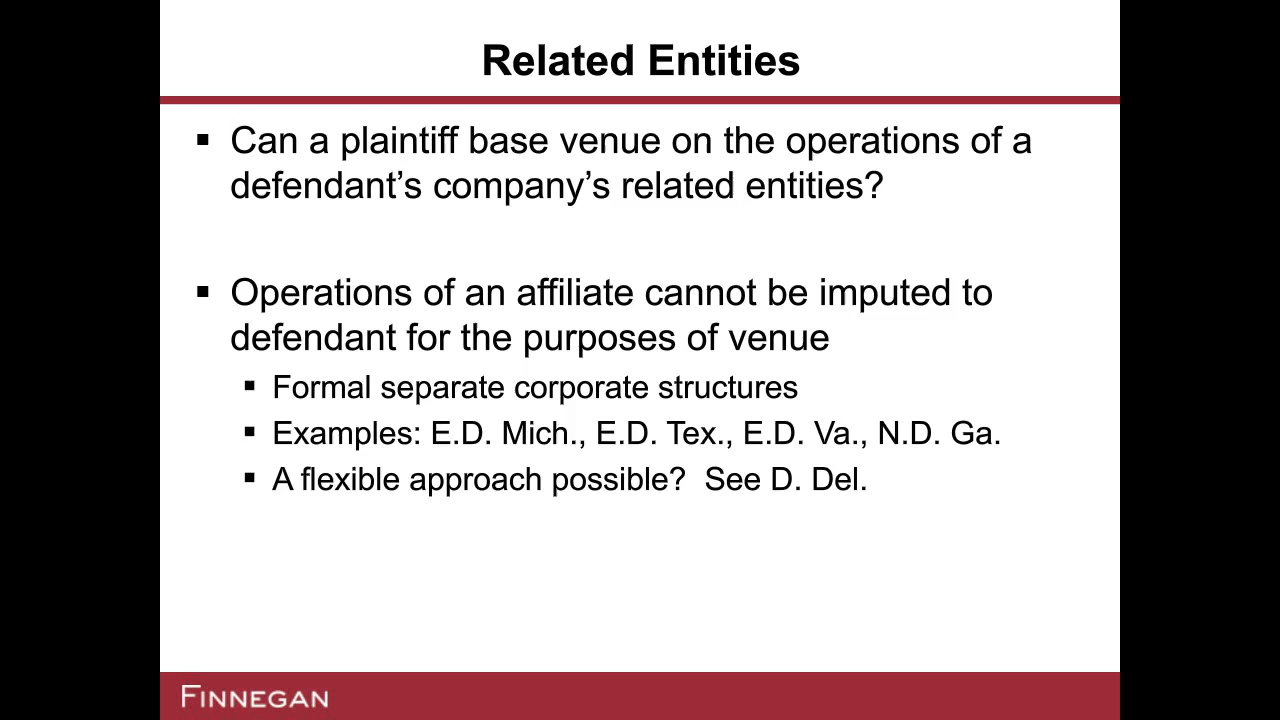 Related Entities
▪ Can a plaintiff base venue on the operations of a
defendant’s company’s related entities?
▪ Operations of an affiliate cannot be imputed to
defendant for the purposes of venue
▪ Formal separate corporate structures
▪ Examples: E.D. Mich., E.D. Tex., E.D. Va., N.D. Ga.
▪ A flexible approach possible?  See D. Del.
FINNEGAN